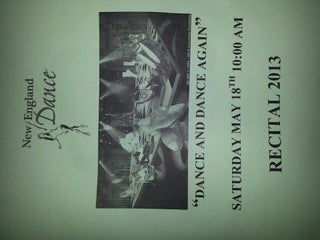 New England
Dance
“DANCE AND DANCE AGAIN”
SATURDAY MAY 18TH 10:00 AM
RECITAL 2013